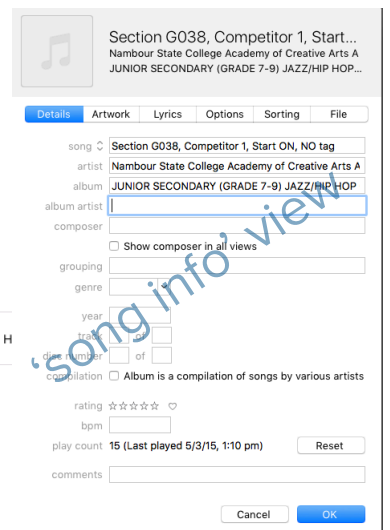 Section G038, Competitor 1, Start...
Nambour State College Academy of Creative Arts A
JUNIOR SECONDARY (GRADE 7-9) JAZZ/HIP HOP...
Details Artwork Lyrics Options Sorting File
song Section G038, Competitor 1, Start ON, NO tag
artist Nambour State College Academy of Creative Arts A
album JUNIOR SECONDARY (GRADE 7-9) JAZZ/HIP HOP
album artist
composer
Show composer in all views
grouping
genre
year
track of
H
disc number of
compilation Album is a compilation of songs by various artists
rating
bpm
play count 15 (Last played 5/3/15, 1:10 pm) Reset
comments
Cancel OK
'song info' view